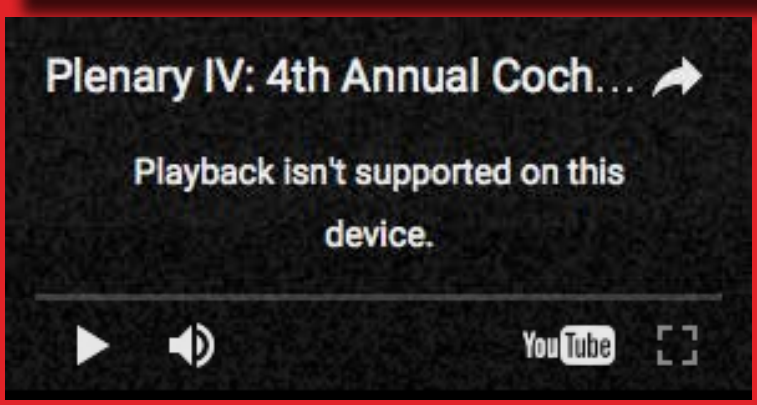 Plenary IV: 4th Annual Coch...
Playback isn't supported on this
device.
YouTube